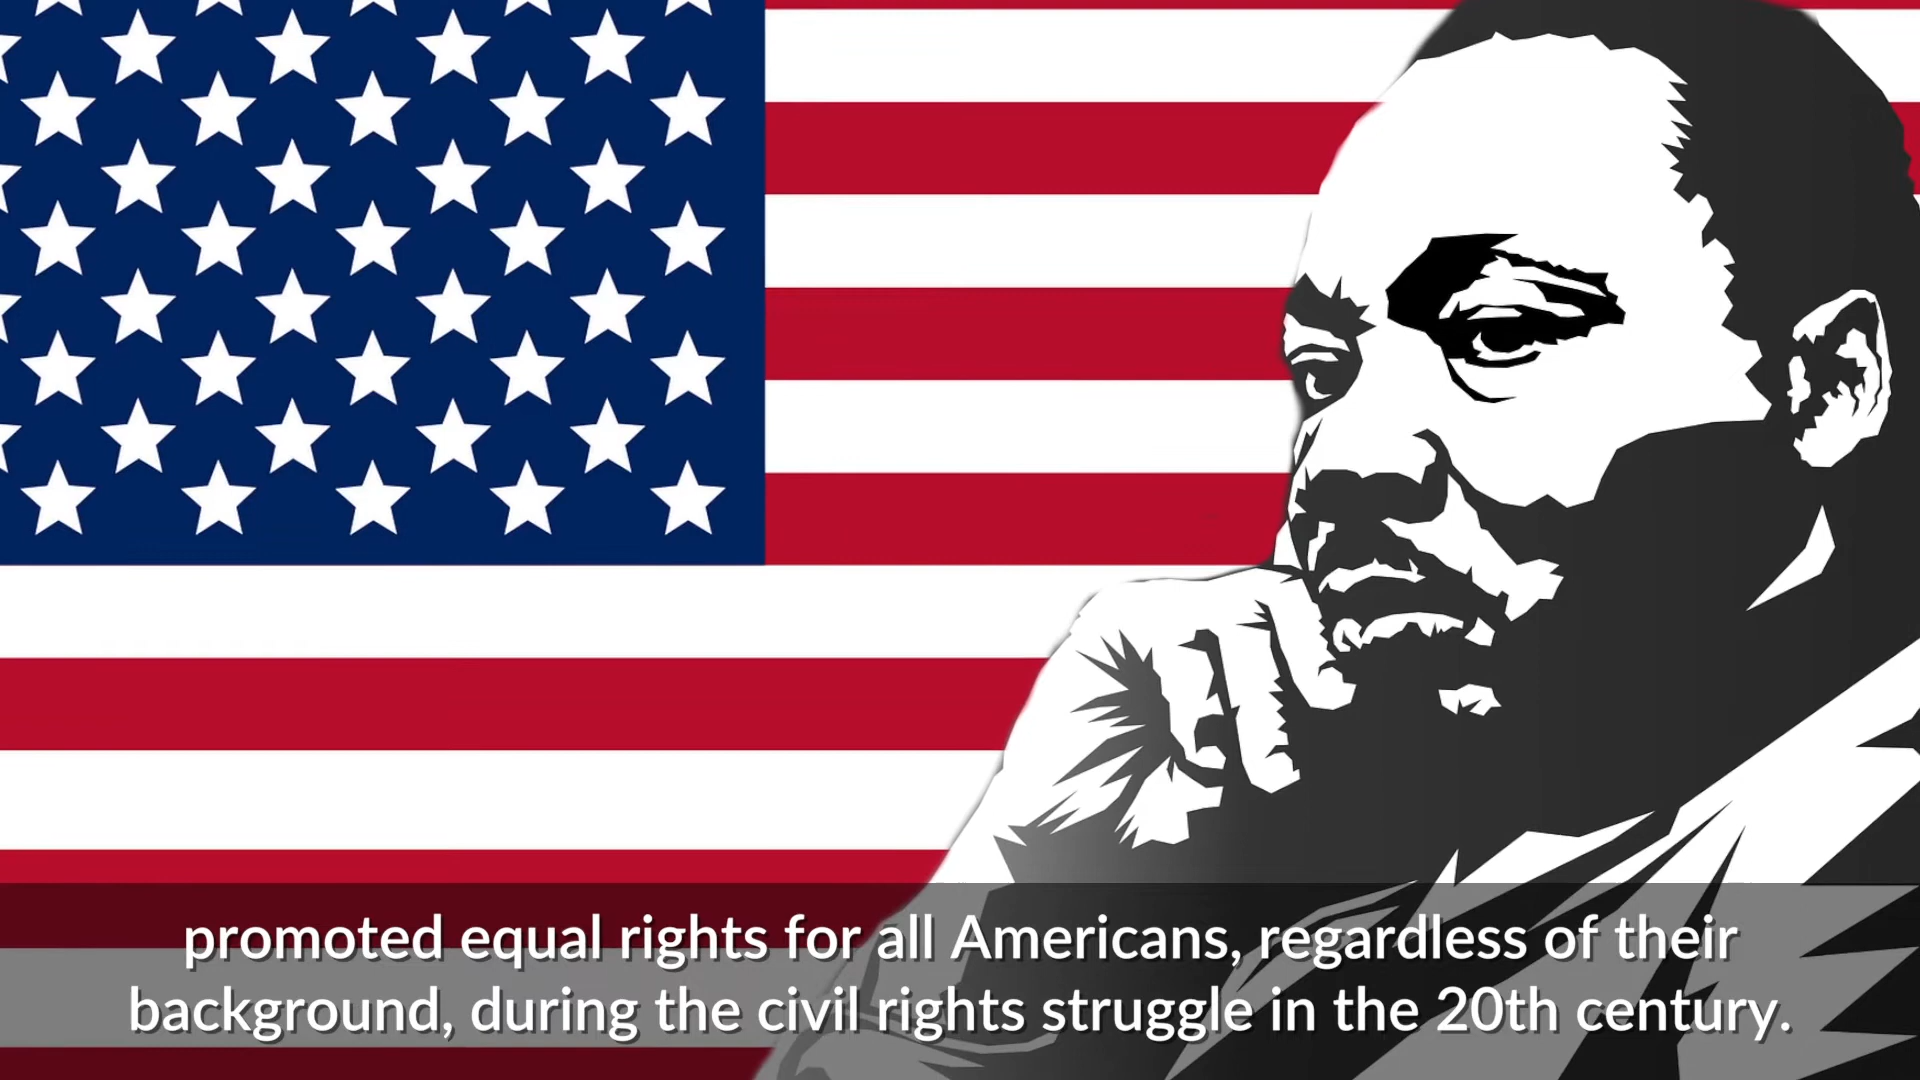 promoted equal rights for all Americans, regardless of their
background, during the civil rights struggle in the 20th century.